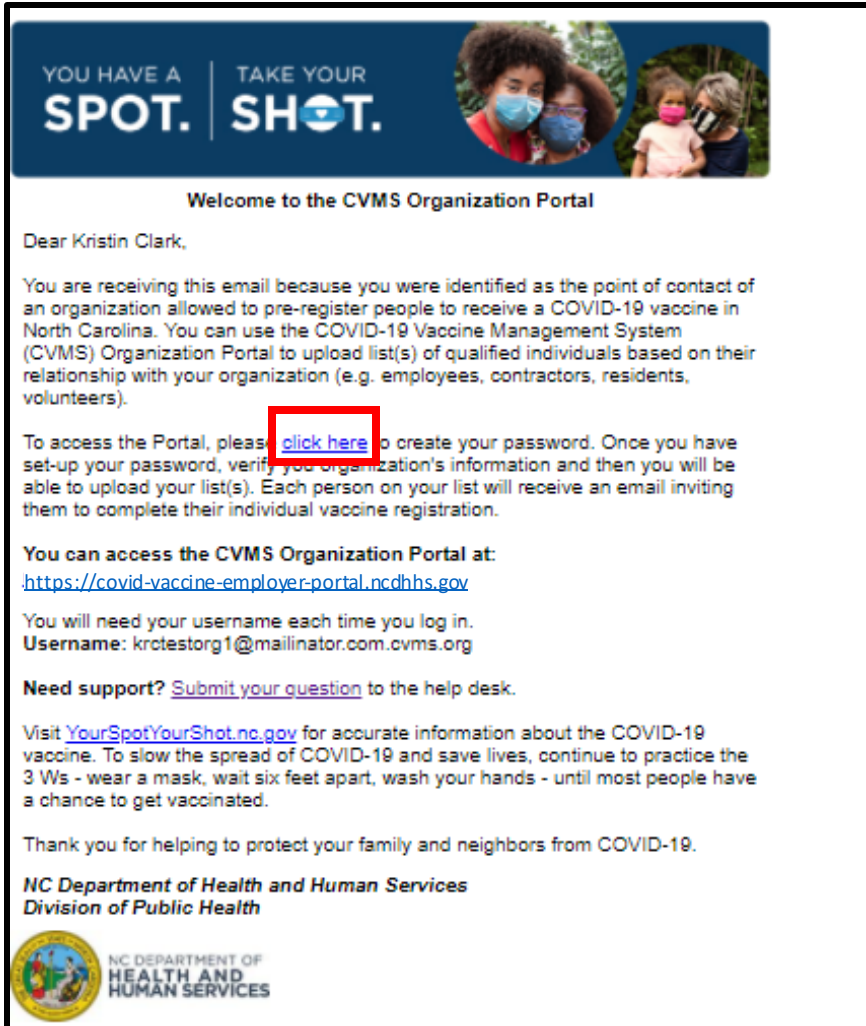 YOU HAVE A
SPOT.
TAKE YOUR
SHOT.
Welcome to the CVMS Organization Portal
Dear Kristin Clark,
You are receiving this email because you were identified as the point of contact of
an organization allowed to pre-register people to receive a COVID-19 vaccine in
North Carolina. You can use the COVID-19 Vaccine Management System
(CVMS) Organization Portal to upload list(s) of qualified individuals based on their
relationship with your organization (e.g. employees, contractors, residents,
volunteers).
To access the Portal, please click here to create your password. Once you have
set-up your password, verify you organization's information and then you will be
able to upload your list(s). Each person on your list will receive an email inviting
them to complete their individual vaccine registration.
You can access the CVMS Organization Portal at:
https://covid-vaccine-employer-portal.ncdhhs.gov
You will need your username each time you log in.
Username: krctestorg1@mailinator.com.cvms.org
Need support? Submit your question to the help desk.
Visit YourSpotYourShot.nc.gov for accurate information about the COVID-19
vaccine. To slow the spread of COVID-19 and save lives, continue to practice the
3 Ws - wear a mask, wait six feet apart, wash your hands - until most people have
a chance to get vaccinated.
Thank you for helping to protect your family and neighbors from COVID-19.
NC Department of Health and Human Services
Division of Public Health
NC DEPARTMENT OF
HEALTH AND
HUMAN SERVICES